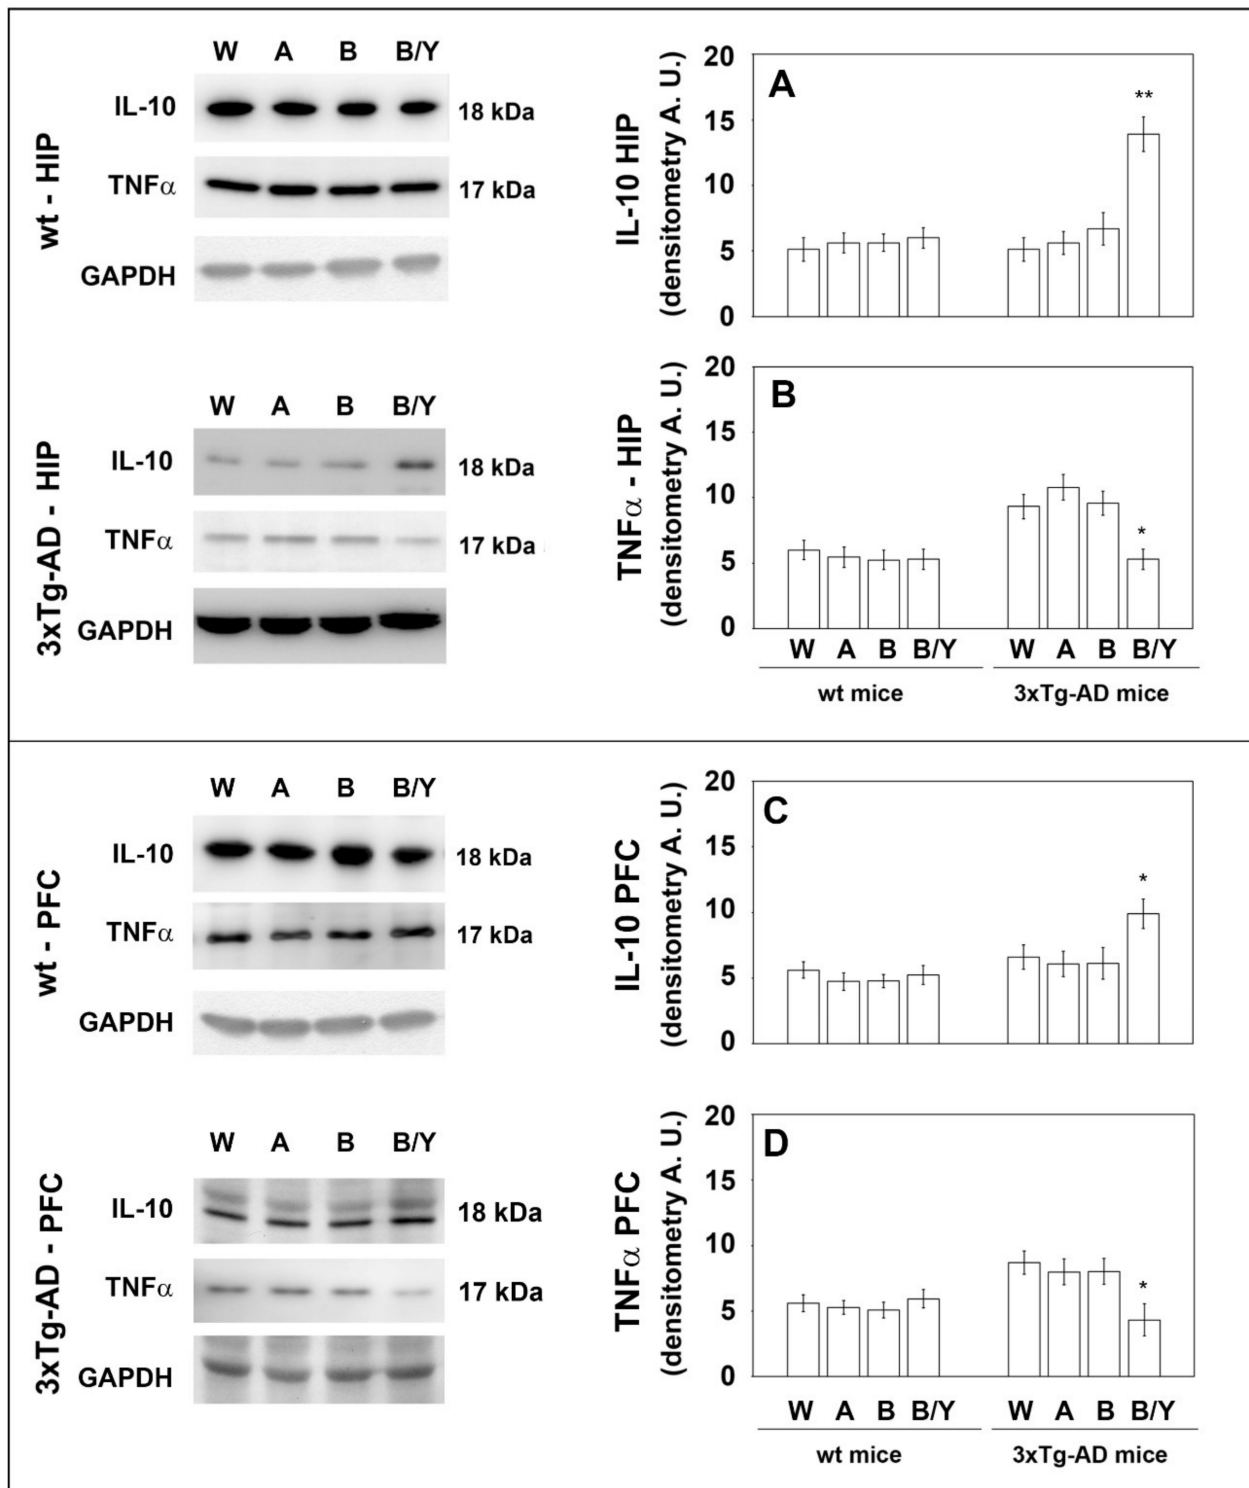 W A B B/Y
wt - HIP
IL-10 18 kDa
TNFα 17 kDa
GAPDH
A
IL-10 HIP
(densitometry A. U.)
20
15
10
5
0
**
W A B B/Y
3xTg-AD - HIP
IL-10 18 kDa
TNFα 17 kDa
GAPDH
B
TNFα - HIP
(densitometry A. U.)
20
15
10
5
0
*
W A B B/Y W A B B/Y
wt mice 3xTg-AD mice
W A B B/Y
wt - PFC
IL-10 18 kDa
TNFα 17 kDa
GAPDH
C
IL-10 PFC
(densitometry A. U.)
20
15
10
5
0
*
W A B B/Y
3xTg-AD - PFC
IL-10 18 kDa
TNFα 17 kDa
GAPDH
D
TNFα PFC
(densitometry A. U.)
20
15
10
5
0
*
W A B B/Y W A B B/Y
wt mice 3xTg-AD mice